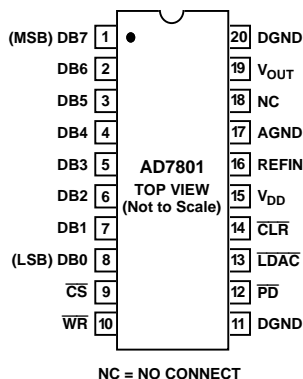 (MSB) DB7 1 20 DGND
DB6 2 19 VOUT
DB5 3 18 NC
DB4 4 17 AGND
DB3 5 16 REFIN
DB2 6 15 VDD
DB1 7 14 CLR
(LSB) DB0 8 13 LDAC
CS 9 12 PD
WR 10 11 DGND
AD7801
TOP VIEW
(Not to Scale)
NC = NO CONNECT